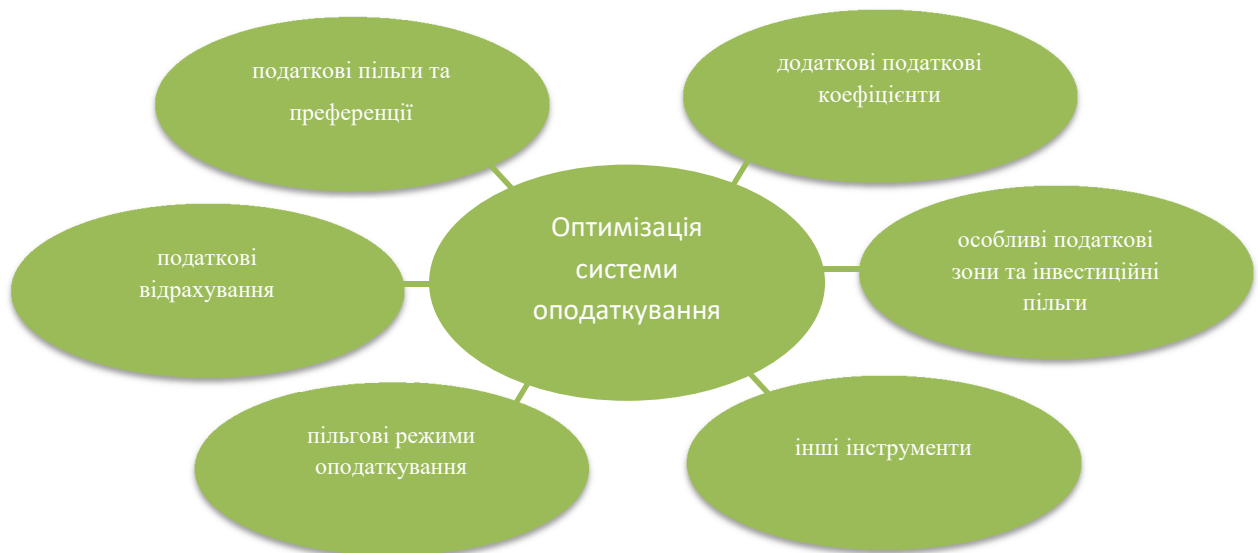 податкові пільги та
преференції
додаткові податкові
коефіцієнти
Оптимізація
системи
оподаткування
податкові
відрахування
особливі податкові
зони та інвестиційні
пільги
пільгові режими
оподаткування
інші інструменти